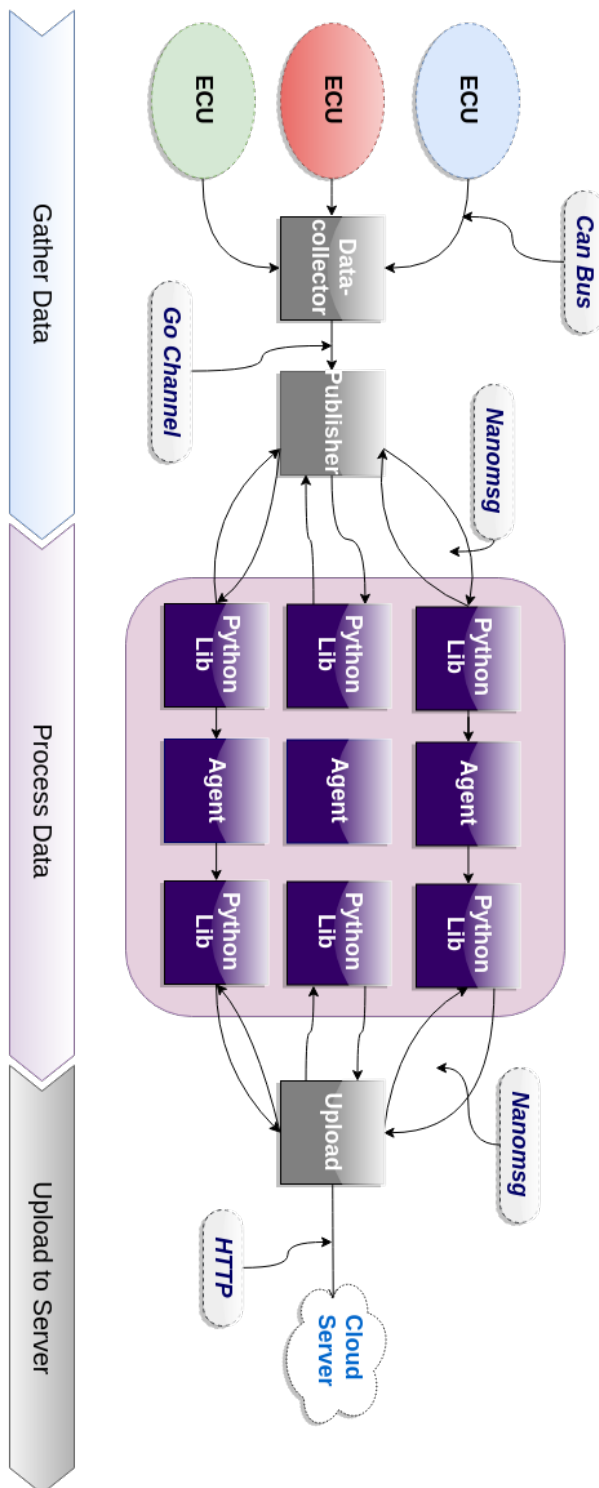 Can Bus
Nanomsg
Nanomsg
ECU
Python
Lib
Agent
Python
Lib
ECU
Data-
collector
Publisher
Python
Lib
Agent
Python
Lib
Upload
Cloud
Server
ECU
Python
Lib
Agent
Python
Lib
Go Channel
HTTP
Gather Data
Process Data
Upload to Server